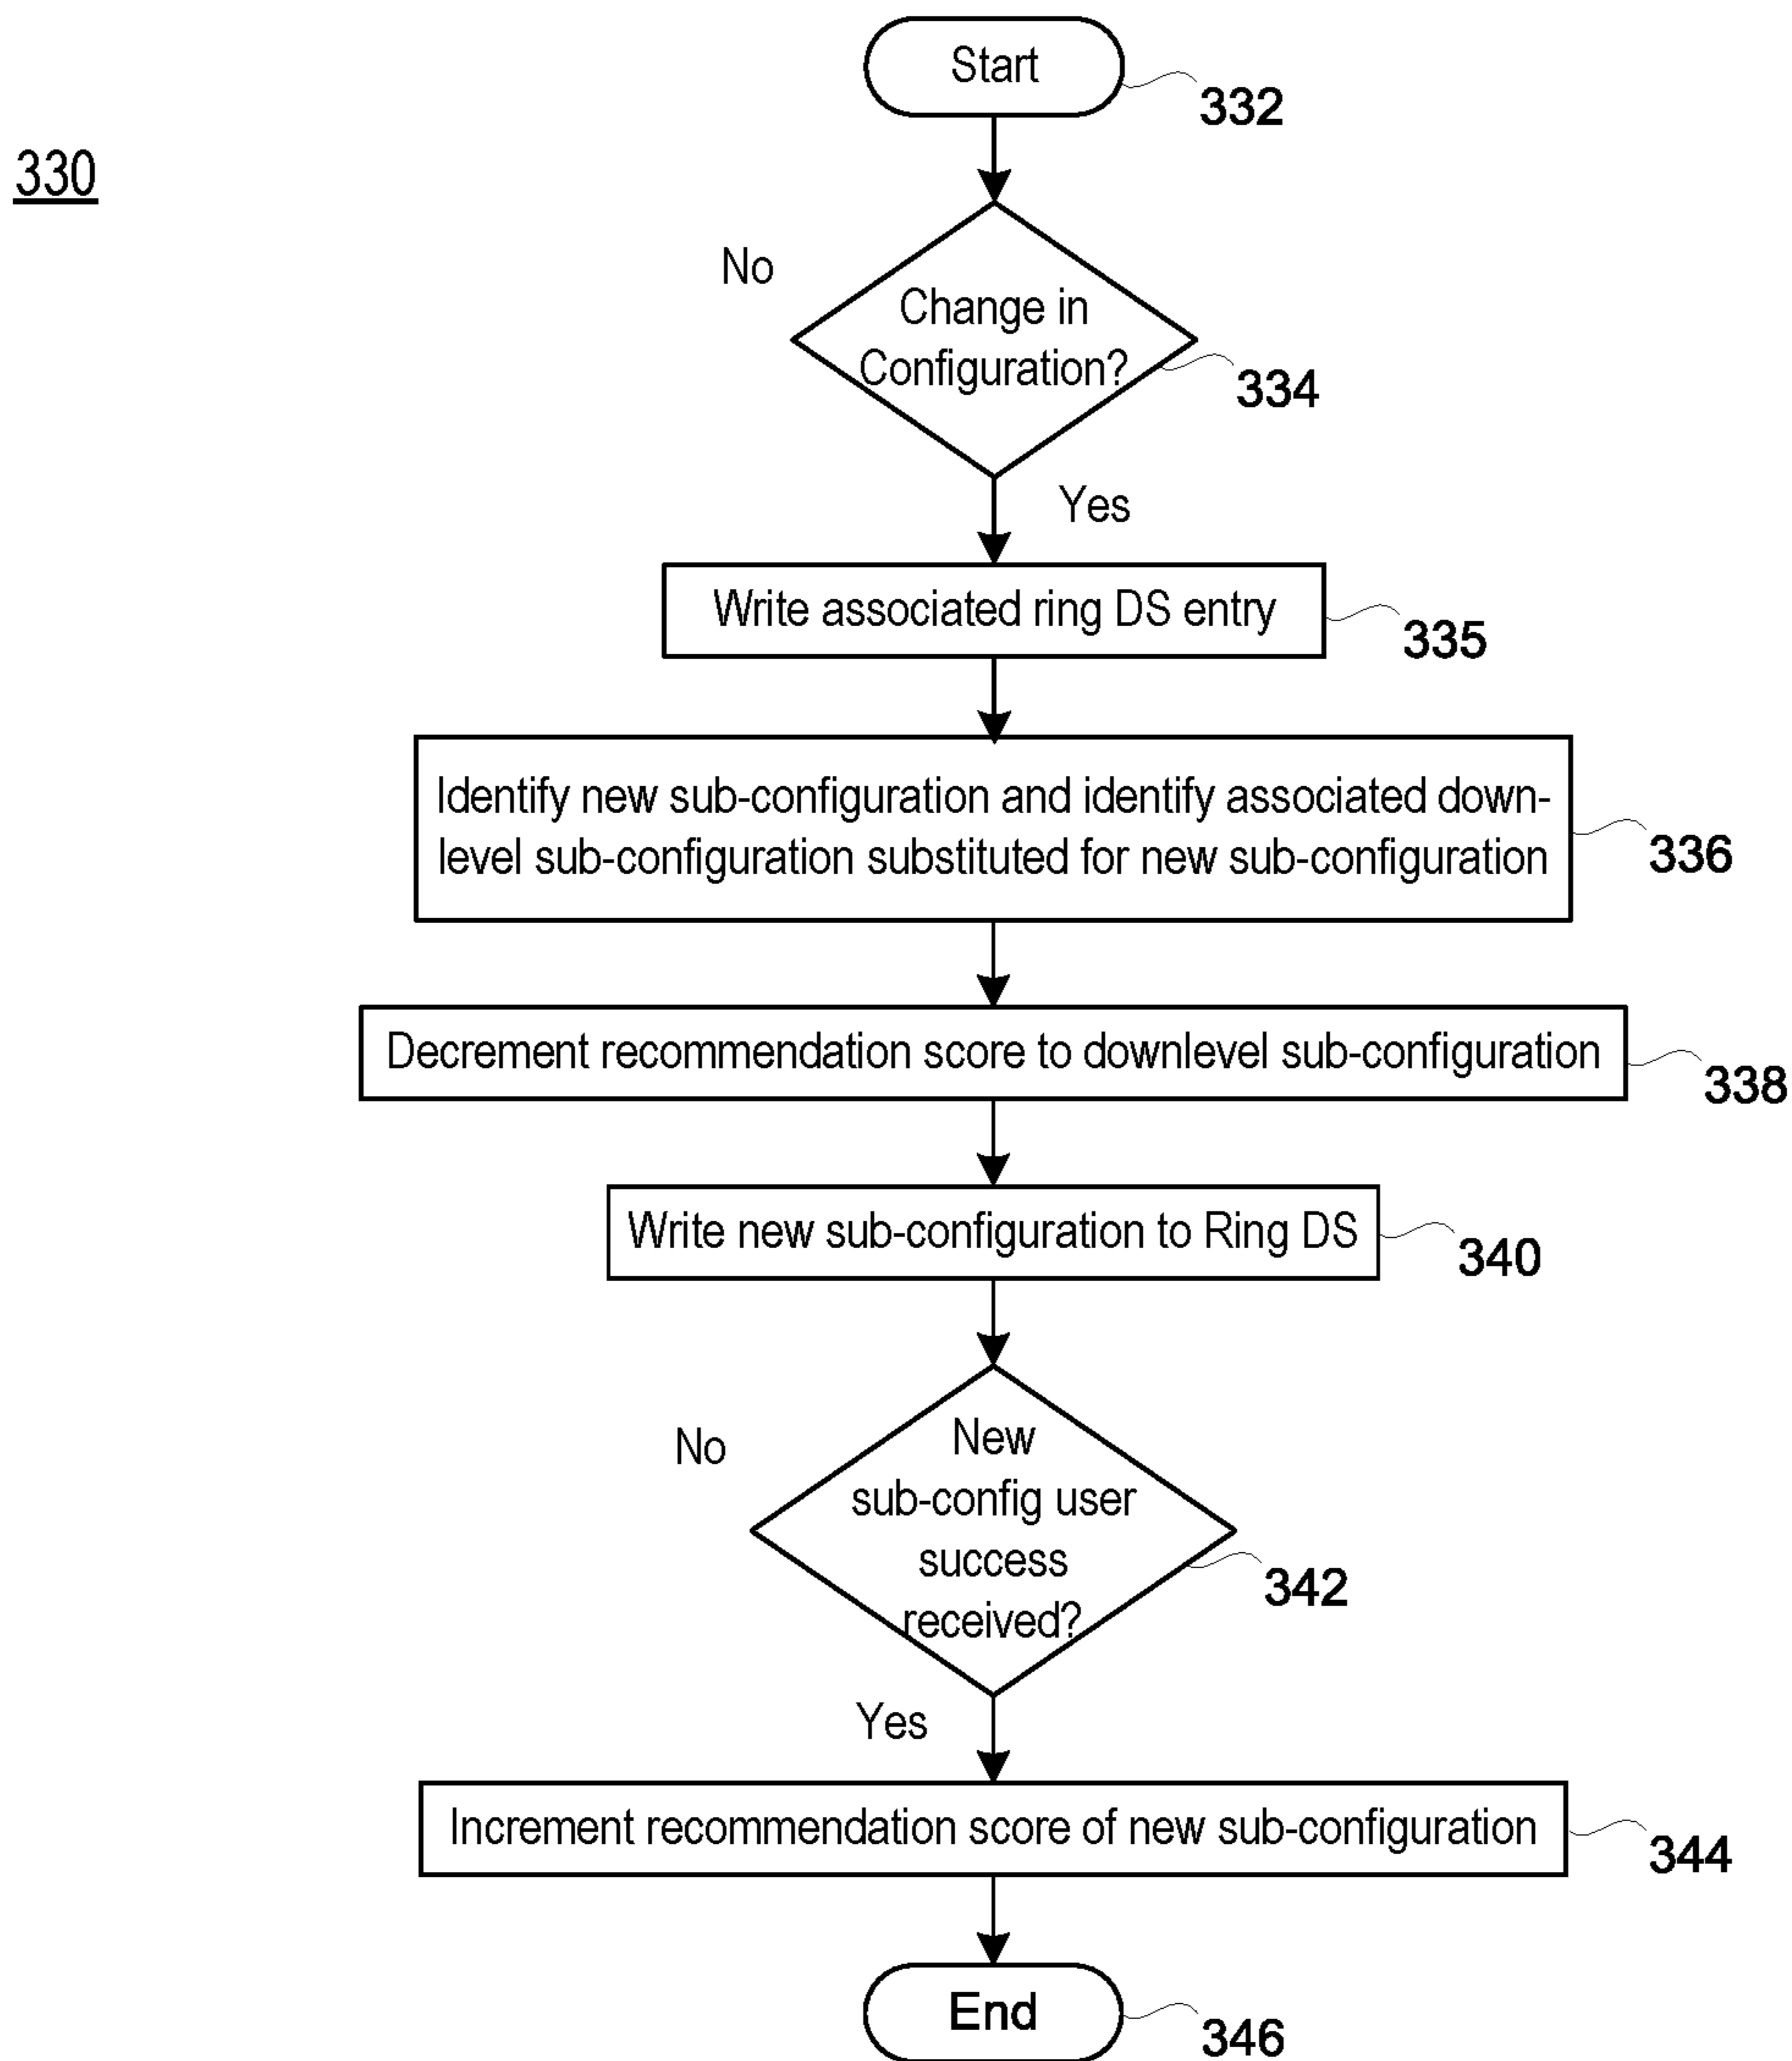 Start
332
330
No
Change in
Configuration?
334
Yes
Write associated ring DS entry
335
Identify new sub-configuration and identify associated down-
level sub-configuration substituted for new sub-configuration
336
Decrement recommendation score to downlevel sub-configuration
338
Write new sub-configuration to Ring DS
340
No
New
sub-config user
success
received?
342
Yes
Increment recommendation score of new sub-configuration
344
End
346